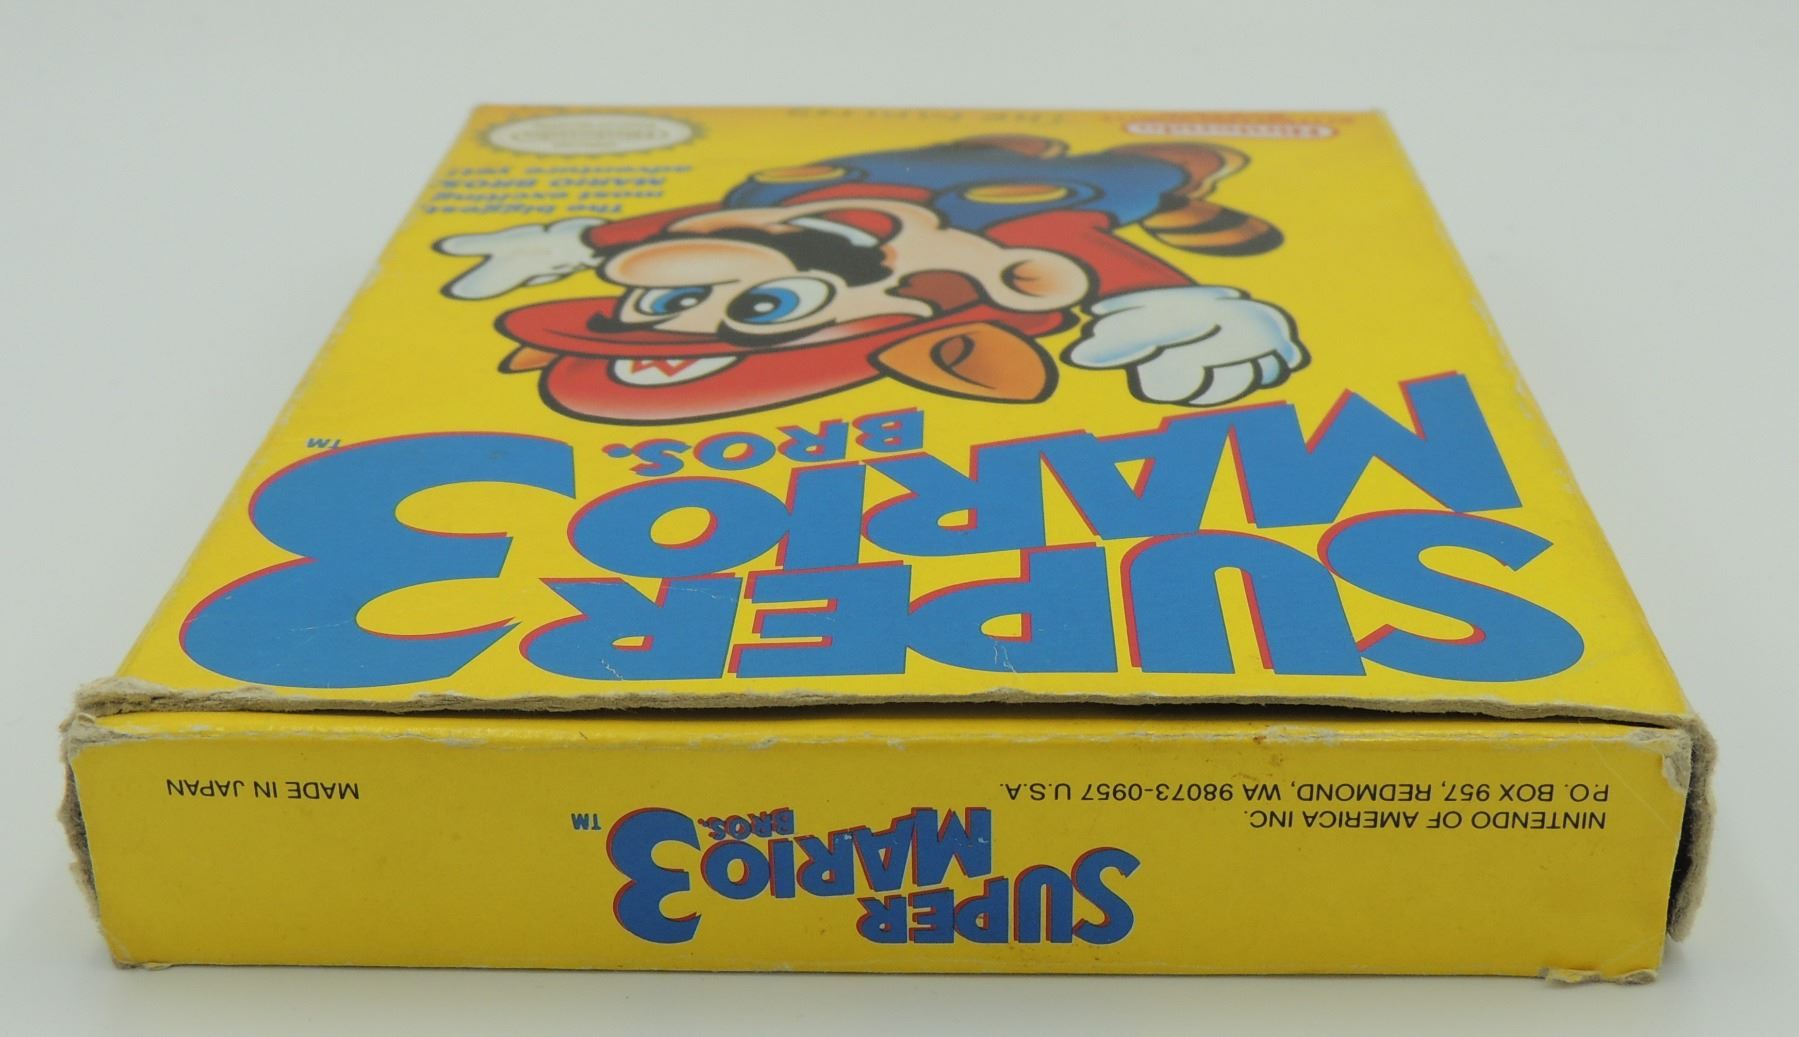 SUPER
MARIO
BROS.
3
TM
The biggest,
most exciting
MARIO BROS.
adventure yet!
Nintendo
NINTENDO OF AMERICA INC.
P.O. BOX 957, REDMOND, WA 98073-0957 U.S.A.
MADE IN JAPAN
SUPER
MARIO
BROS.
3
TM
M